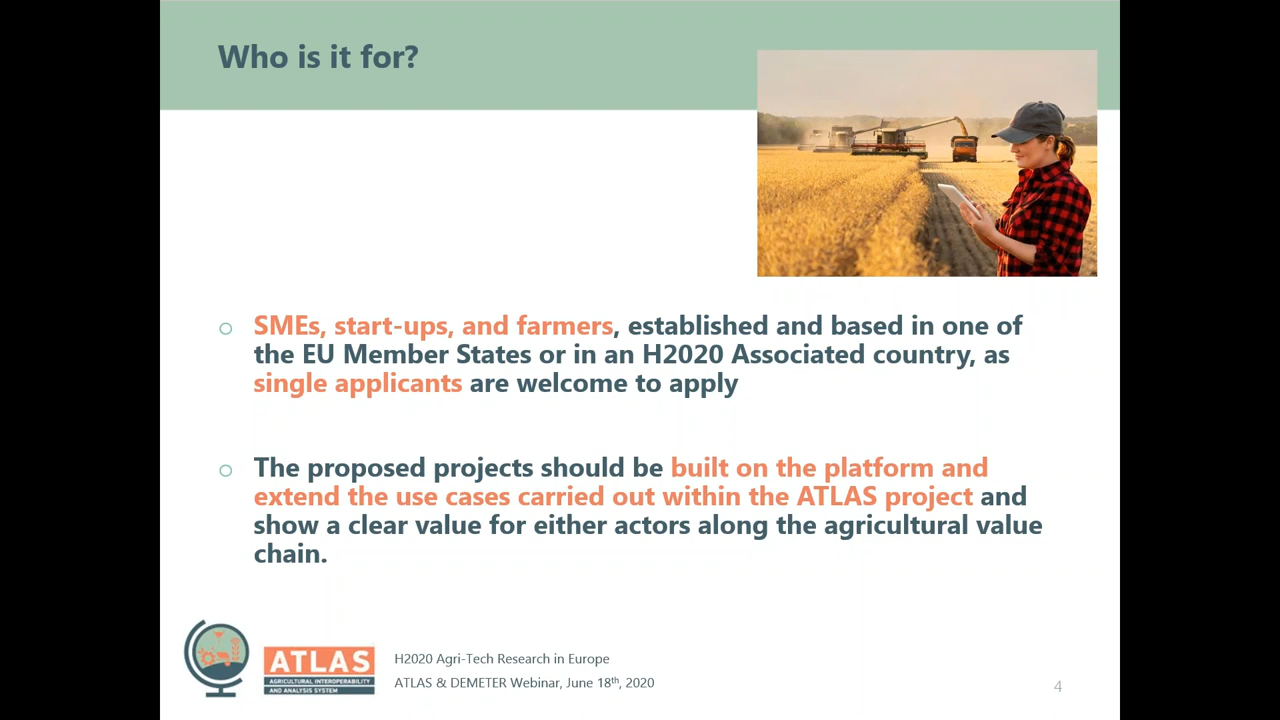 Who is it for?
SMEs, start-ups, and farmers, established and based in one of
the EU Member States or in an H2020 Associated country, as
single applicants are welcome to apply
The proposed projects should be built on the platform and
extend the use cases carried out within the ATLAS project and
show a clear value for either actors along the agricultural value
chain.
ATLAS
AGRICULTURAL INTEROPERABILITY
AND ANALYSIS SYSTEM
H2020 Agri-Tech Research in Europe
ATLAS & DEMETER Webinar, June 18th, 2020
4